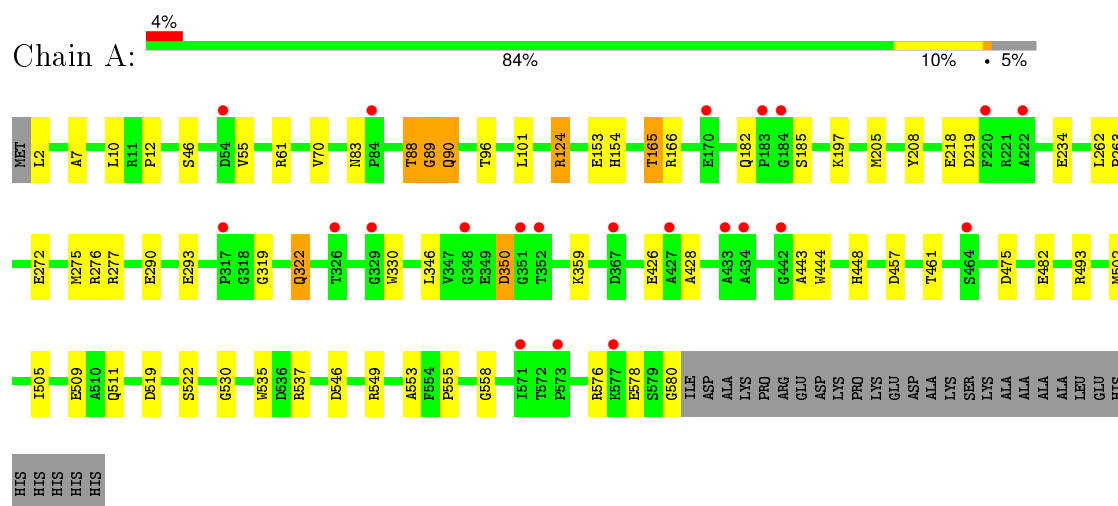 4%
Chain A:
84% 10% • 5%
MET L2 A7 L10 R11 P12 S46 D54 V55 R61 V70 N83 P84 T88 G89 Q90 T96 L101 R124 E153 H154 T165 R166 E170 Q182 P183 G184 S185 K197 M205 Y208 E218 D219 F220 R221 A222 E234 L262 P263
E272 M275 R276 R277 E290 E293 P317 G318 G319 Q322 T326 G329 W330 L346 V347 G348 E349 D350 G351 T352 K359 D367 E426 A427 A428 A433 A434 G442 A443 W444 H448 D457 T461 S464 D475 E482 R493 M502
I505 E509 A510 Q511 D519 S522 G530 W535 D536 R537 D546 R549 A553 F554 P555 G558 I571 T572 P573 R576 K577 E578 S579 G580 ILE ASP ALA LYS PRO ARG GLU ASP LYS PRO LYS GLU ASP ALA LYS SER LYS ALA ALA ALA ALA LEU GLU HIS
HIS HIS HIS HIS HIS